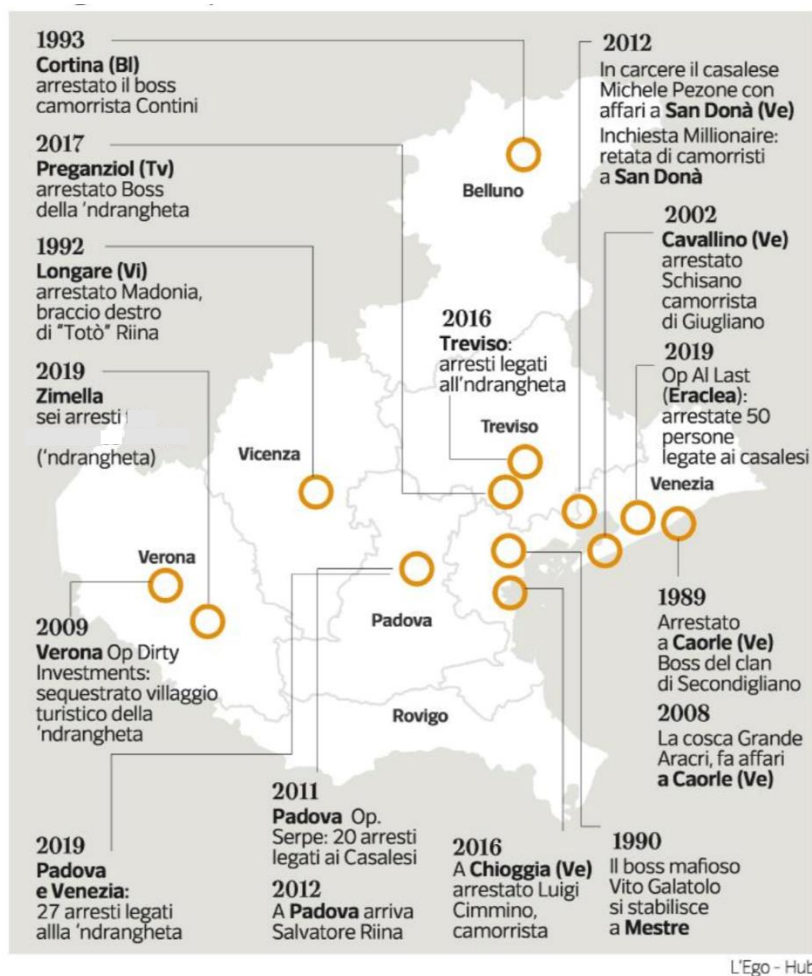 1993
Cortina (Bl)
arrestato il boss
camorrista Contini
2017
Preganziol (Tv)
arrestato Boss
della 'ndrangheta
1992
Longare (Vi)
arrestato Madonia,
braccio destro
di "Totò" Riina
2019
Zimella
sei arresti
('ndrangheta)
2012
In carcere il casalese
Michele Pezone con
affari a San Donà (Ve)
Inchiesta Millionaire:
retata di camorristi
a San Donà
2002
Cavallino (Ve)
arrestato
Schisano
camorrista
di Giugliano
2016
Treviso:
arresti legati
all'ndrangheta
2019
Op Al Last
(Eraclea):
arrestate 50
persone
legate ai casalesi
Belluno
Treviso
Vicenza
Venezia
Verona
Padova
Rovigo
2009
Verona Op Dirty
Investments:
sequestrato villaggio
turistico della
'ndrangheta
1989
Arrestato
a Caorle (Ve)
Boss del clan
di Secondigliano
2008
La cosca Grande
Aracri, fa affari
a Caorle (Ve)
2019
Padova
e Venezia:
27 arresti legati
allla 'ndrangheta
2011
Padova Op.
Serpe: 20 arresti
legati ai Casalesi
2012
A Padova arriva
Salvatore Riina
2016
A Chioggia (Ve)
arrestato Luigi
Cimmino,
camorrista
1990
Il boss mafioso
Vito Galatolo
si stabilisce
a Mestre
L'Ego - Hub